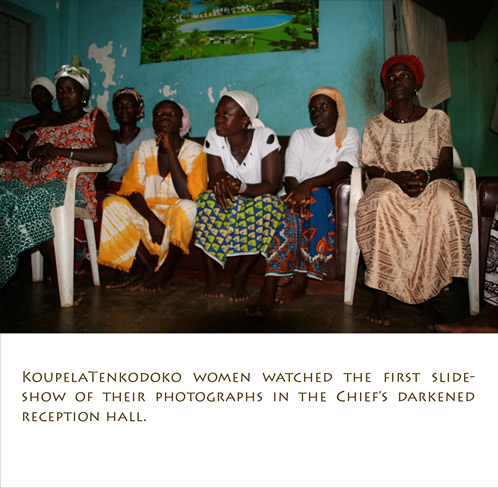 KoupelaTenkodoko women watched the first slide-
show of their photographs in the Chief's darkened
reception hall.